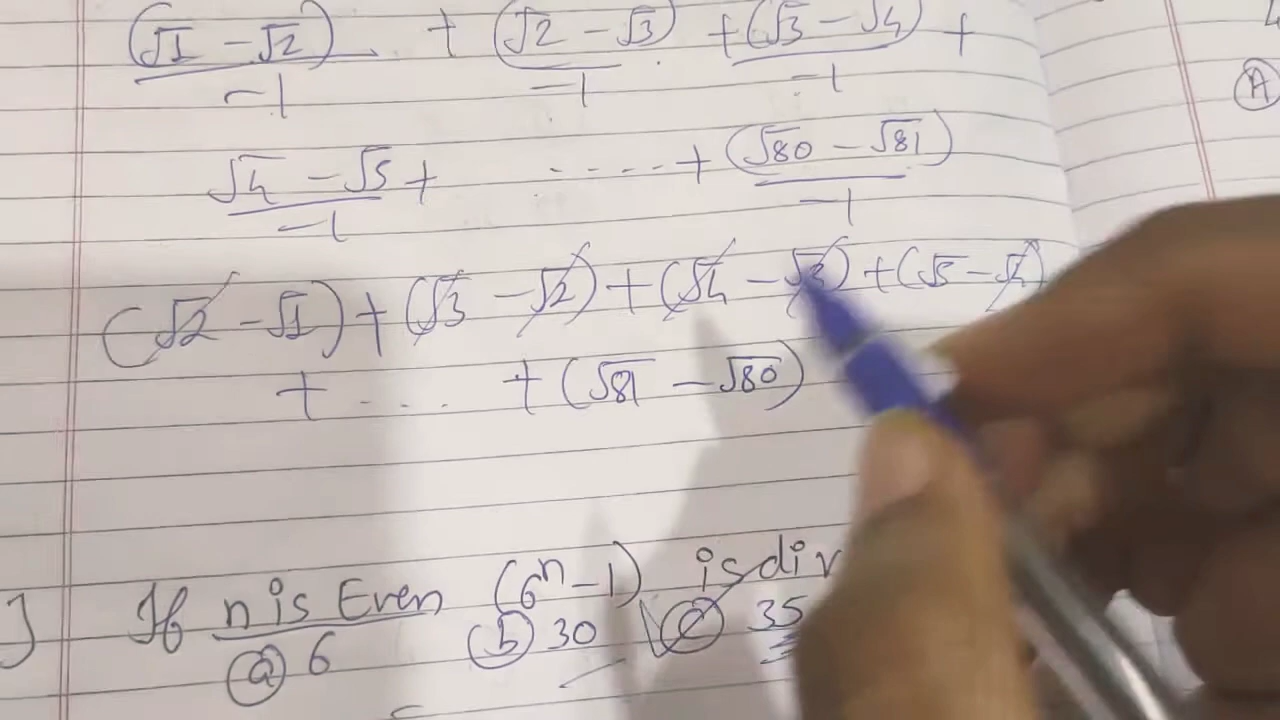 (√1 - √2)/-1 + (√2 - √3)/-1 + (√3 - √4)/-1 +
√4 - √5/-1 + ..... + (√80 - √81)/-1
(√2 - √1) + (√3 - √2) + (√4 - √3) + (√5 - √4)
+ .... + (√81 - √80)
If n is Even (6ⁿ-1) is div
(a) 6 (b) 30 (c) 35
(A)